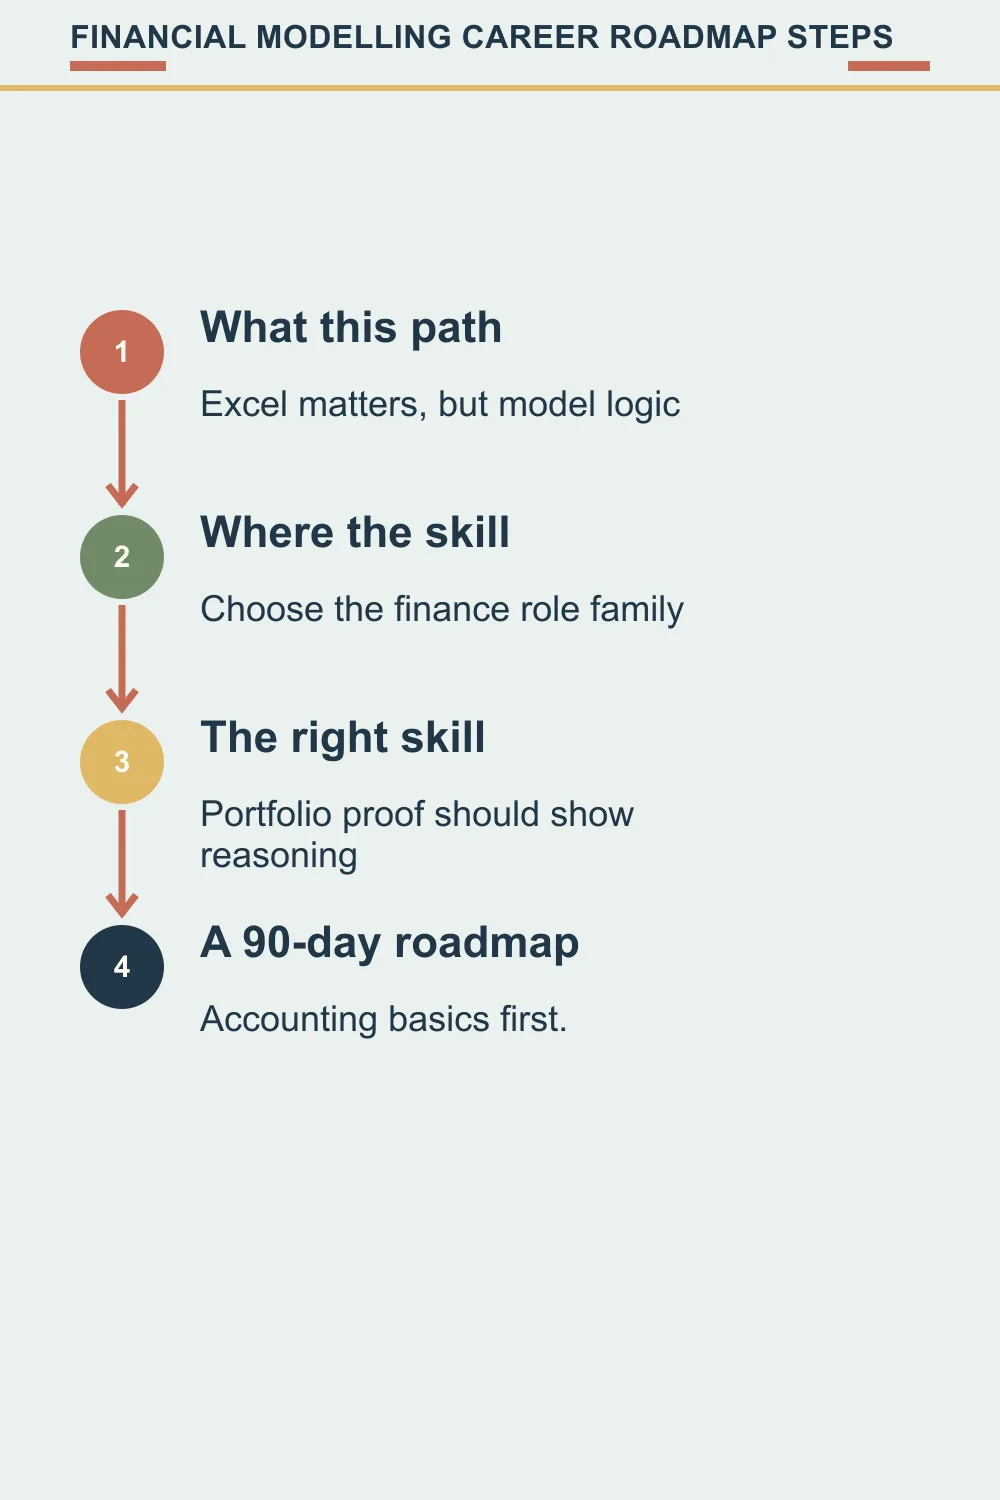 FINANCIAL MODELLING CAREER ROADMAP STEPS
1
What this path
Excel matters, but model logic
2
Where the skill
Choose the finance role family
3
The right skill
Portfolio proof should show
reasoning
4
A 90-day roadmap
Accounting basics first.